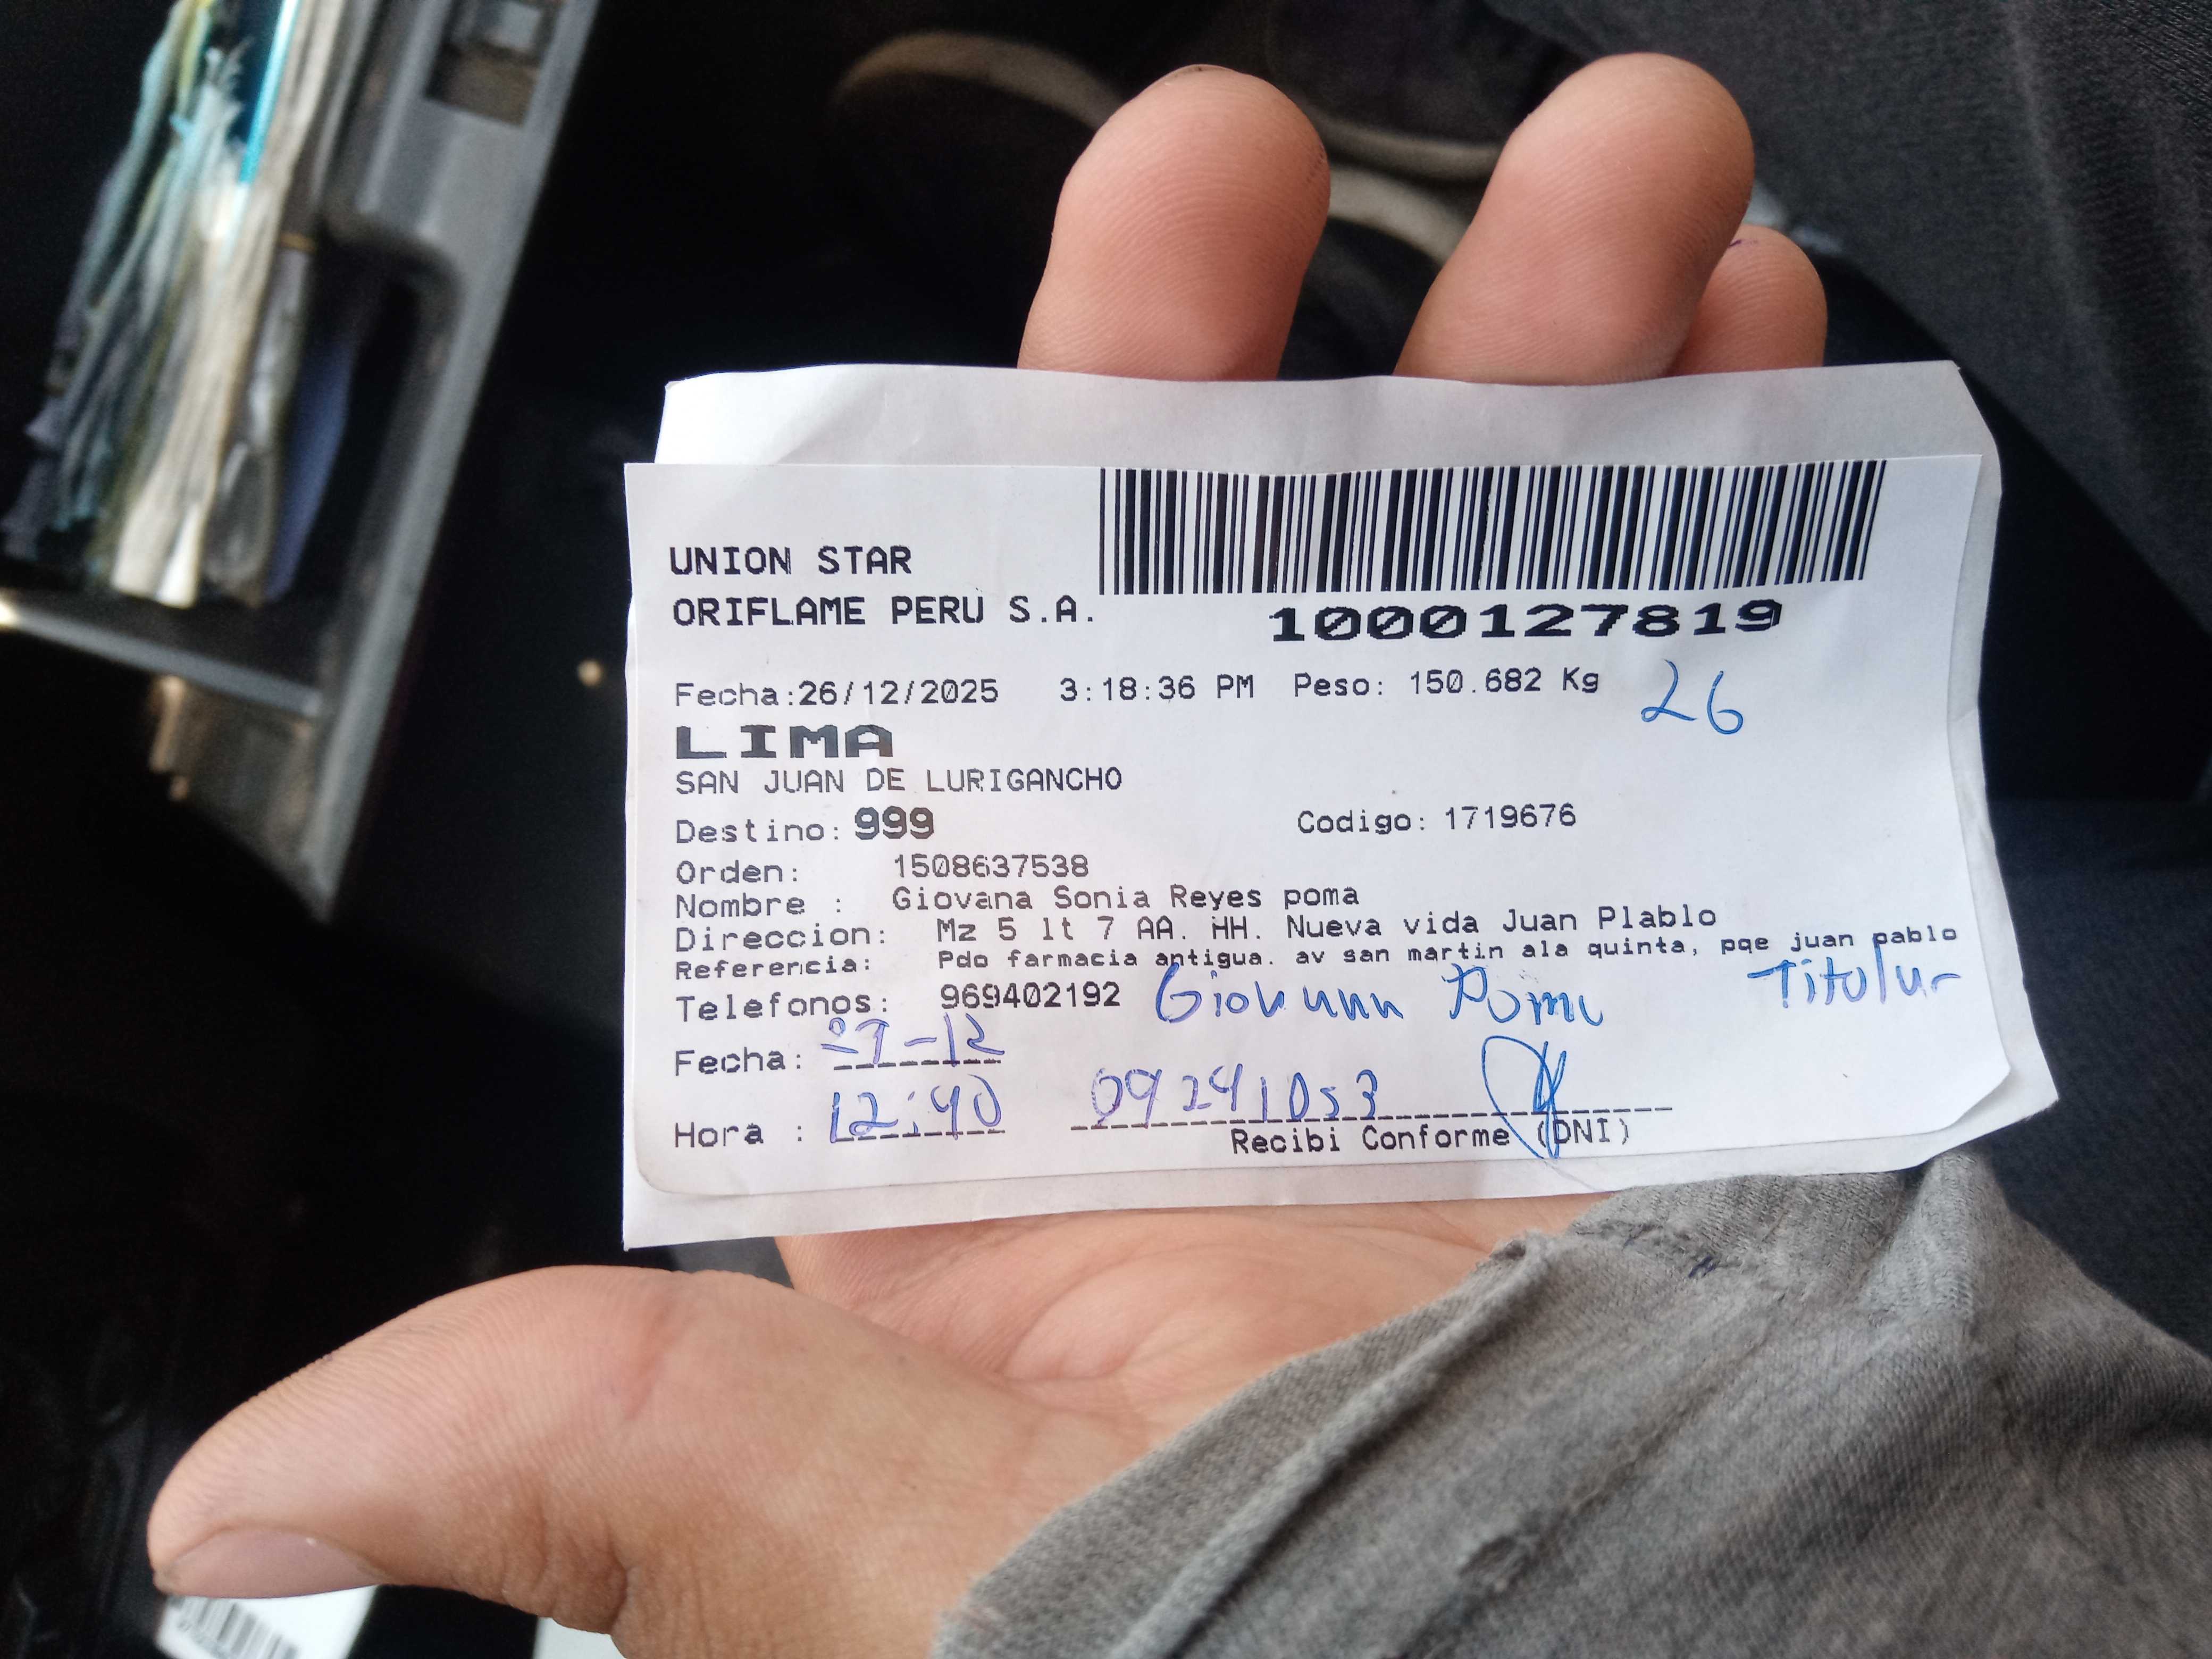 UNION STAR
ORIFLAME PERU S.A.
1000127819
Fecha:26/12/2025 3:18:36 PM Peso: 150.682 Kg
26
LIMA
SAN JUAN DE LURIGANCHO
Destino: 999 Codigo: 1719676
Orden: 1508637538
Nombre : Giovana Sonia Reyes poma
Direccion: Mz 5 lt 7 AA. HH. Nueva vida Juan Plablo
Referencia: Pdo farmacia antigua. av san martin ala quinta, pqe juan pablo
Telefonos: 969402192 Poma Titular
Fecha: 27-12
Hora : 12:40 09241053
Recibi Conforme (DNI)